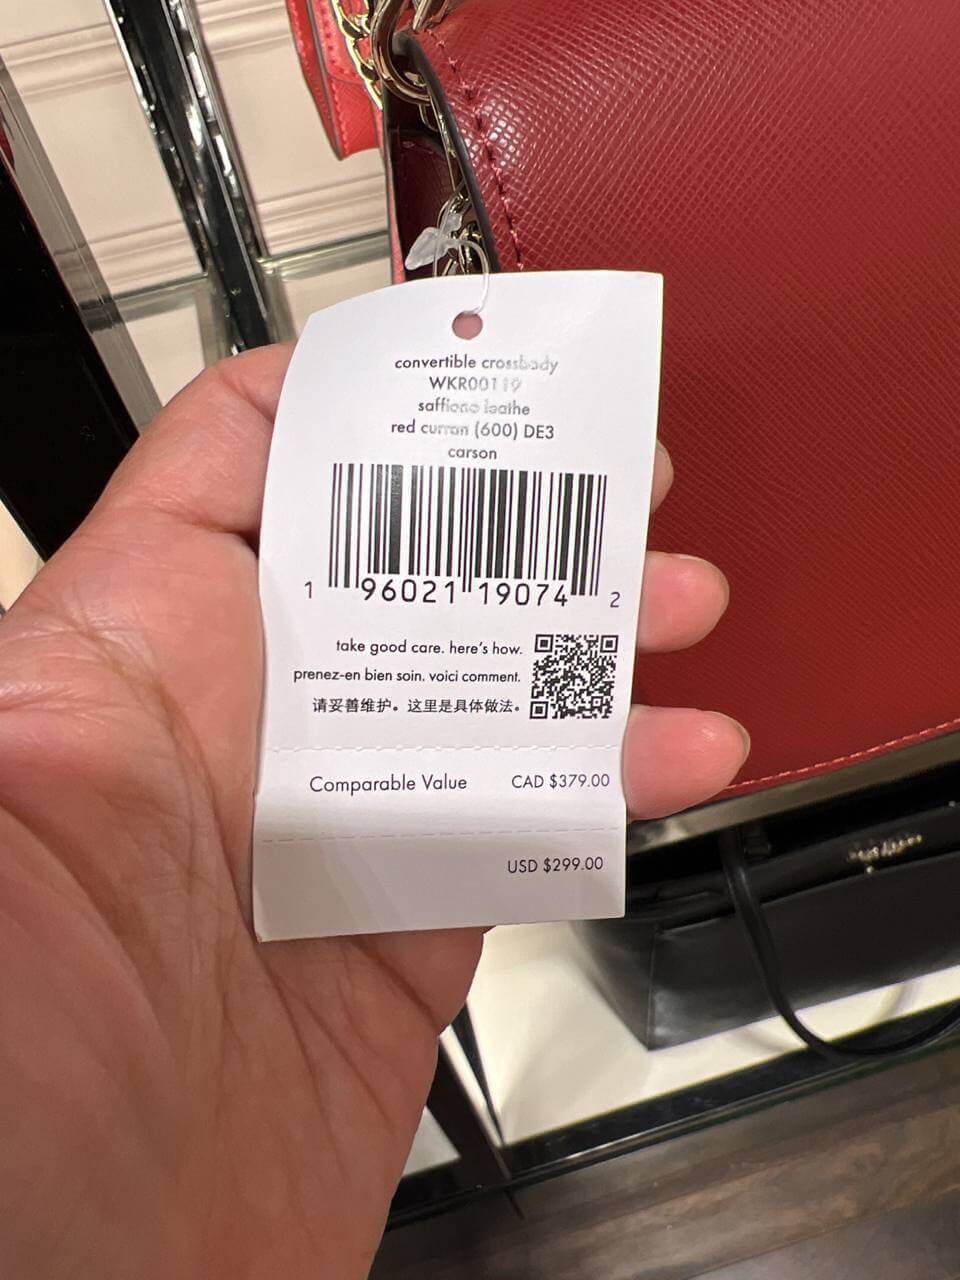 convertible crossbody
WKR00119
saffiano leathe
red curran (600) DE3
carson
1 96021 19074 2
take good care. here's how.
prenez-en bien soin. voici comment.
请妥善维护。这里是具体做法。
Comparable Value CAD $379.00
USD $299.00